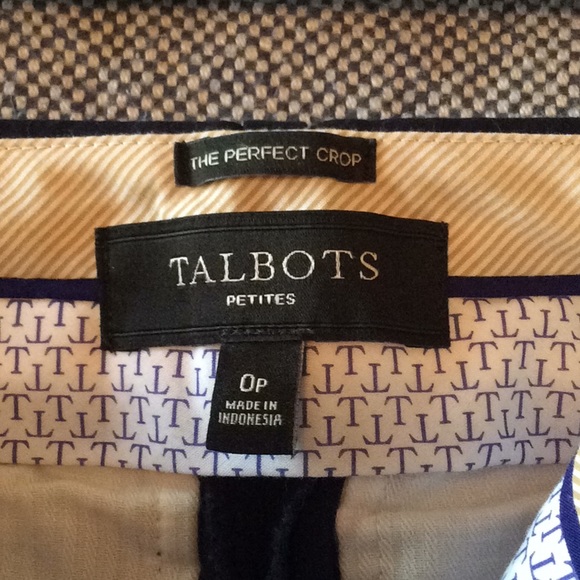 THE PERFECT CROP
TALBOTS
PETITES
0P
MADE IN
INDONESIA